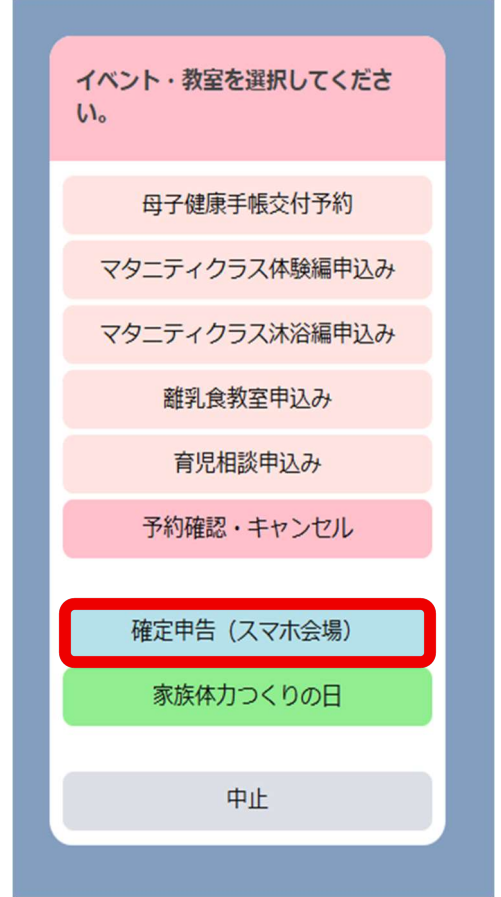 イベント・教室を選択してくださ
い。
母子健康手帳交付予約
マタニティクラス体験編申込み
マタニティクラス沐浴編申込み
離乳食教室申込み
育児相談申込み
予約確認・キャンセル
確定申告（スマホ会場）
家族体力つくりの日
中止